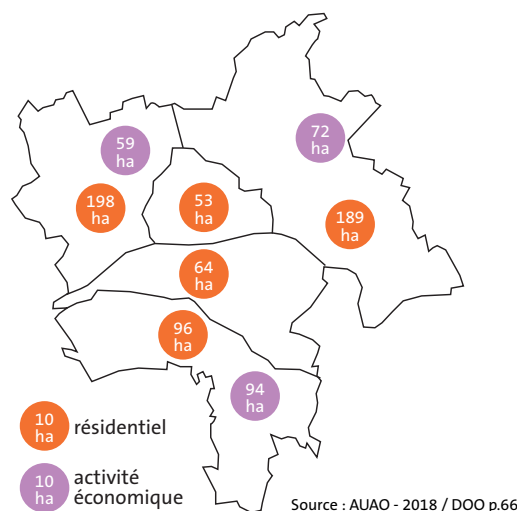 59
ha
72
ha
198
ha
53
ha
189
ha
64
ha
96
ha
94
ha
10
ha
résidentiel
10
ha
activité
économique
Source : AUAO - 2018 / DOO p.66